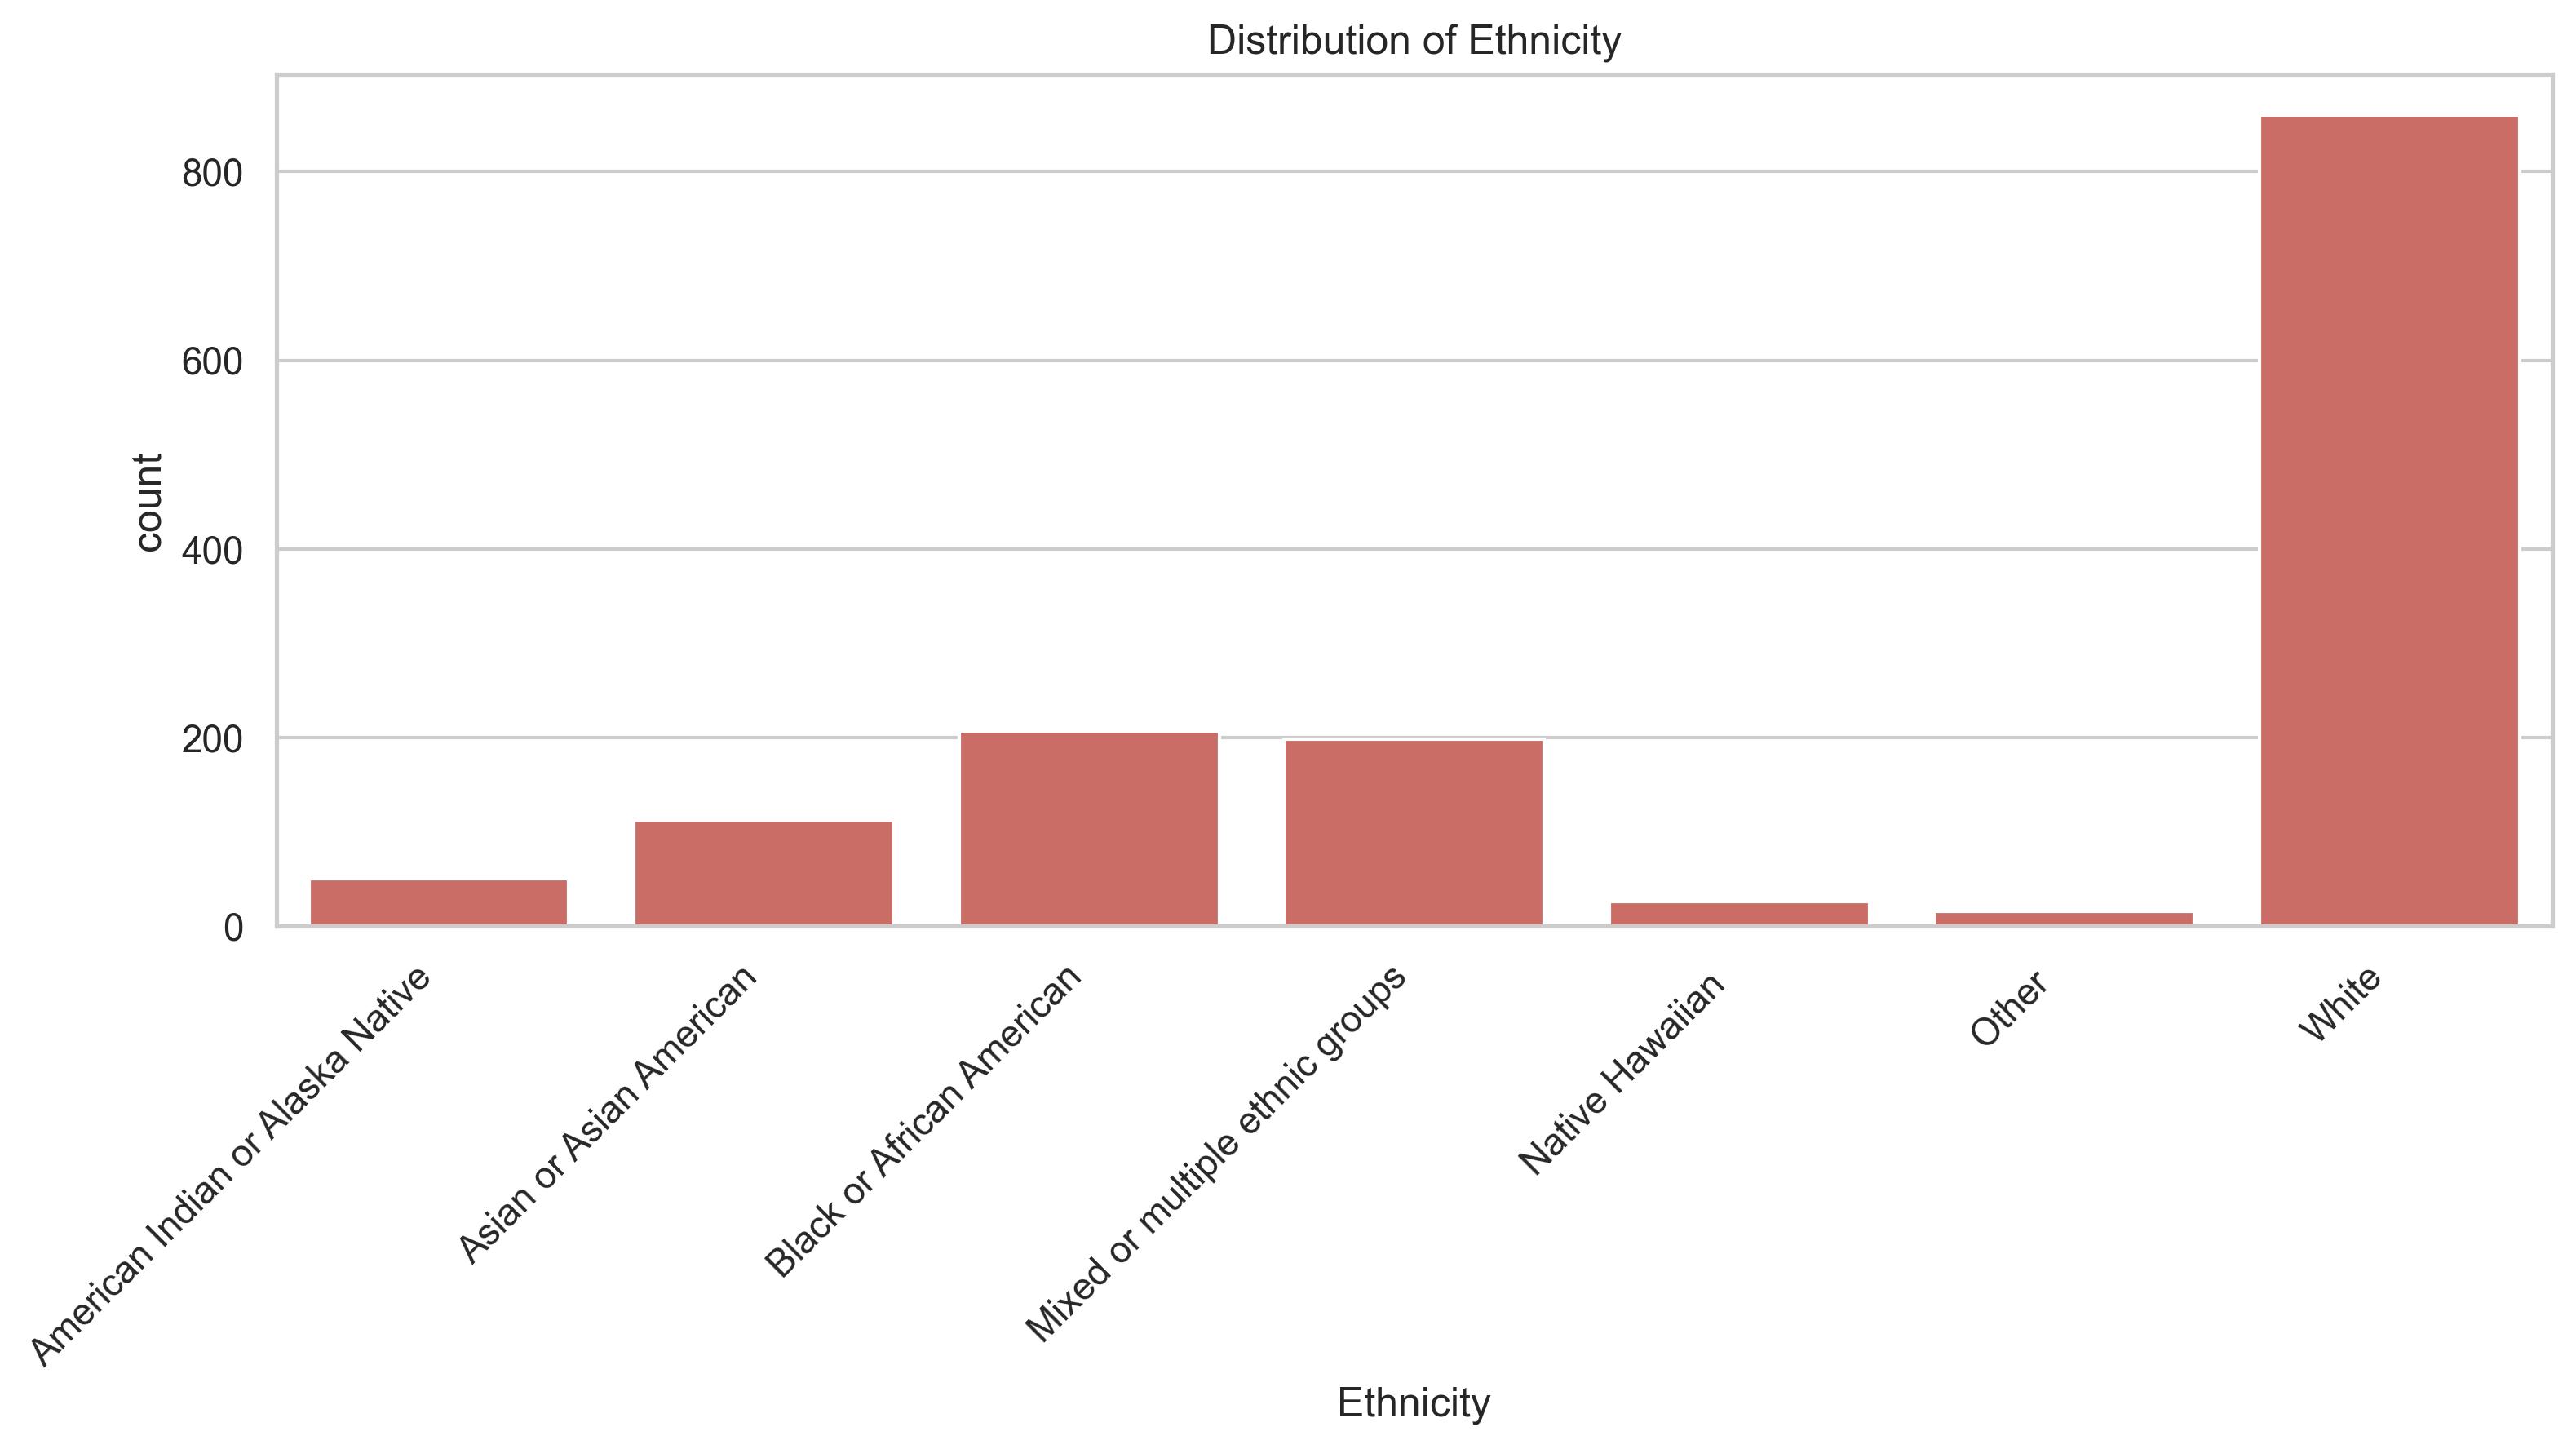 Distribution of Ethnicity
800
600
400
200
0
count
American Indian or Alaska Native
Asian or Asian American
Black or African American
Mixed or multiple ethnic groups
Native Hawaiian
Other
White
Ethnicity